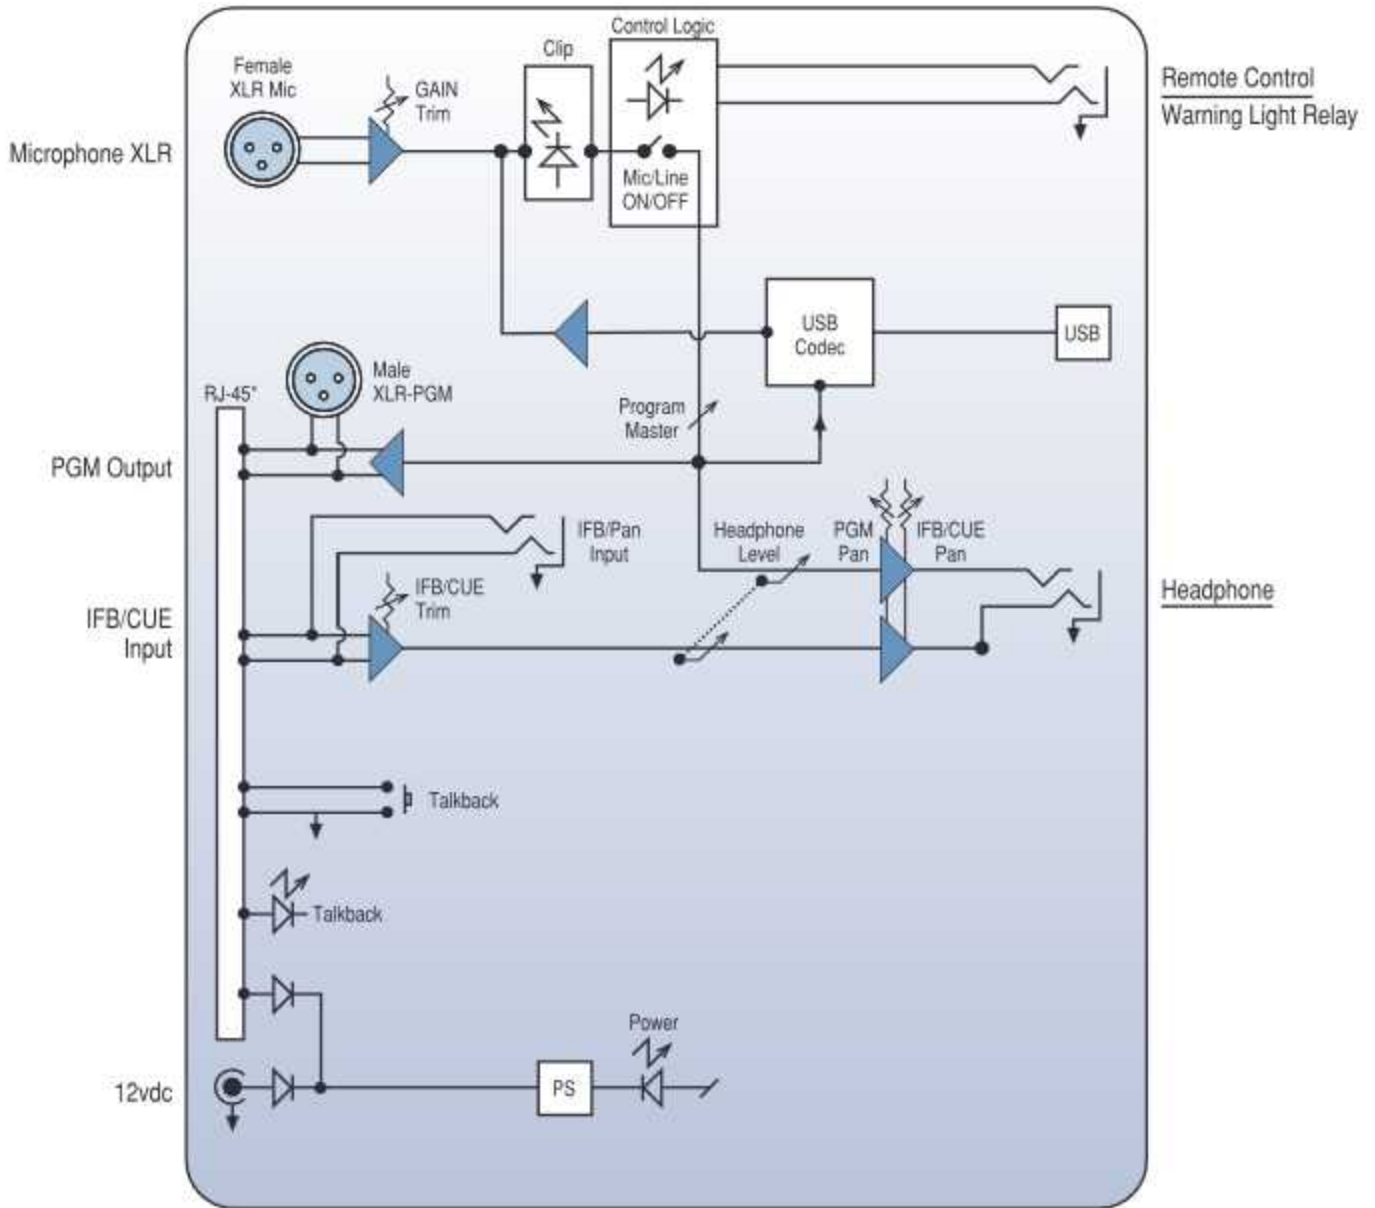 Control Logic
Clip
Female
XLR Mic
GAIN
Trim
Remote Control
Warning Light Relay
Microphone XLR
Mic/Line
ON/OFF
USB
Codec
USB
Male
XLR-PGM
RJ-45"
Program
Master
PGM Output
IFB/Pan
Input
Headphone
Level
PGM
Pan
IFB/CUE
Pan
IFB/CUE
Trim
Headphone
IFB/CUE
Input
Talkback
Talkback
Power
PS
12vdc